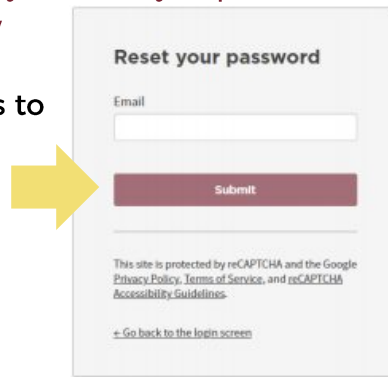 Reset your password
s to
Email
Submit
This site is protected by reCAPTCHA and the Google
Privacy Policy, Terms of Service, and reCAPTCHA
Accessibility Guidelines.
← Go back to the login screen